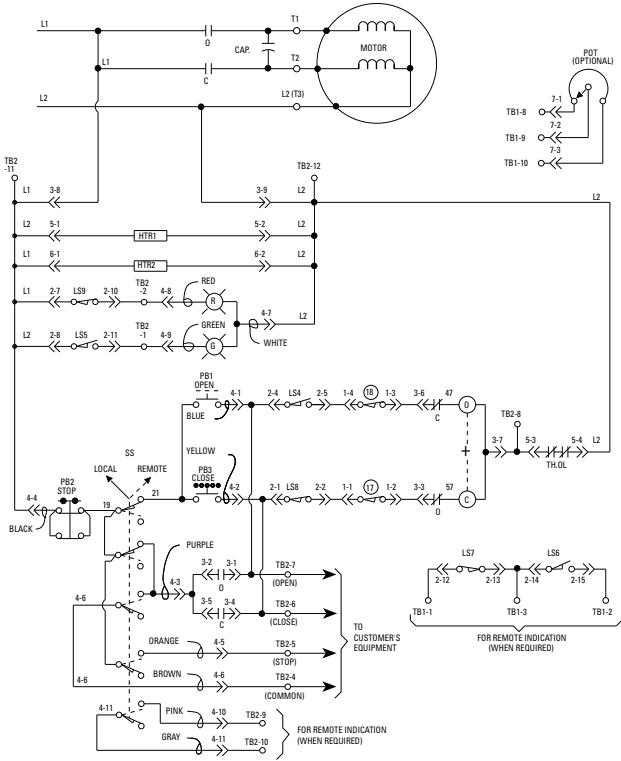 L1
O
T1
CAP.
MOTOR
L1
C
T2
L2
L2 (T3)
POT
(OPTIONAL)
7-1
TB1-8
7-2
TB1-9
7-3
TB1-10
TB2
-11
TB2-12
L1 3-8 3-9 L2 L2
L2 5-1 HTR1 5-2 L2
L1 6-1 HTR2 6-2 L2
RED
L1 2-7 LS9 2-10 TB2
-2 4-8 R
GREEN
4-7 L2
WHITE
L2 2-8 LS5 2-11 TB2
-1 4-9 G
PB1
OPEN
4-1 2-4 LS4 2-5 1-4 18 1-3 3-6 47 O
BLUE
C
TB2-8
YELLOW
SS
LOCAL REMOTE
PB3
CLOSE
3-7 5-3 5-4 L2
TH.OL
PB2
STOP
4-4
BLACK
19
21
4-2 2-1 LS8 2-2 1-1 17 1-2 3-3 57 C
O
PURPLE
4-3
3-2 3-1 TB2-7
O (OPEN)
3-5 3-4 TB2-6
C (CLOSE)
4-6
ORANGE 4-5 TB2-5
(STOP)
BROWN 4-6 TB2-4
4-6
(COMMON)
TO
CUSTOMER'S
EQUIPMENT
LS7 LS6
2-12 2-13 2-14 2-15
TB1-1 TB1-3 TB1-2
FOR REMOTE INDICATION
(WHEN REQUIRED)
4-11
PINK 4-10 TB2-9
GRAY 4-11 TB2-10
FOR REMOTE INDICATION
(WHEN REQUIRED)